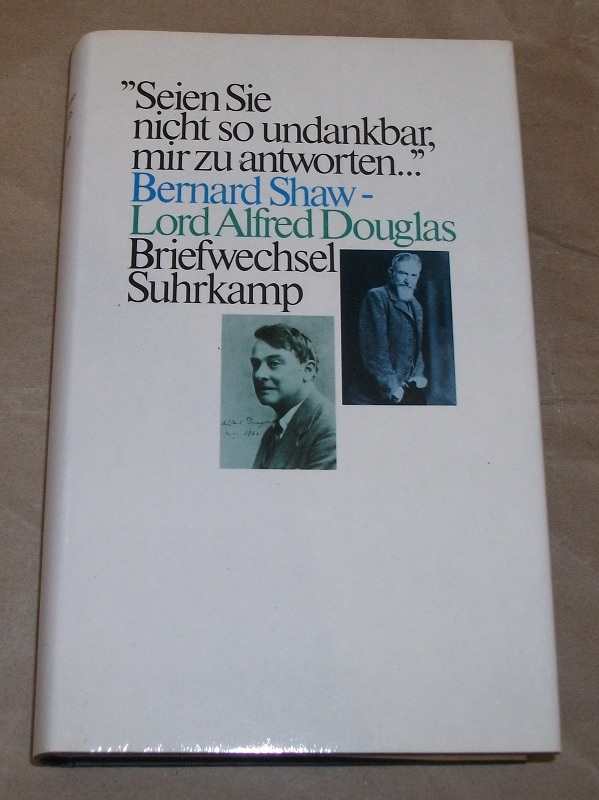 ”Seien Sie
nicht so undankbar,
mir zu antworten...”
Bernard Shaw -
Lord Alfred Douglas
Briefwechsel
Suhrkamp